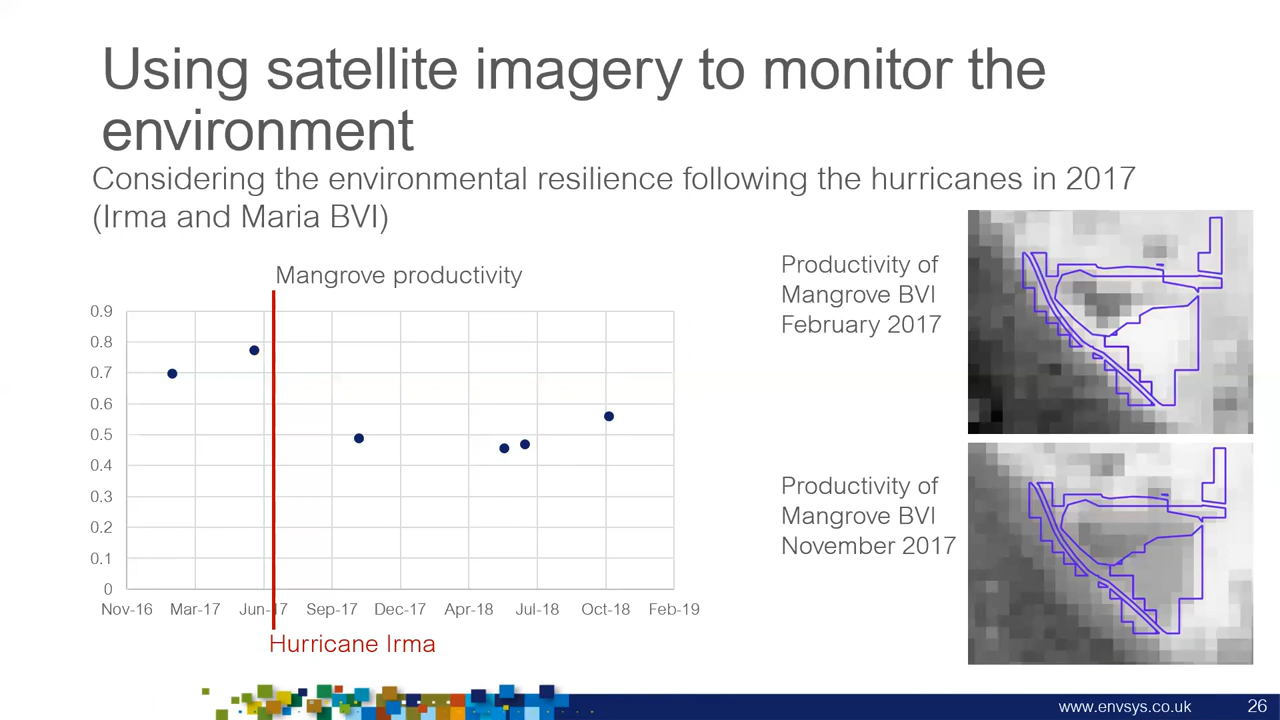 Using satellite imagery to monitor the
environment
Considering the environmental resilience following the hurricanes in 2017
(Irma and Maria BVI)
Mangrove productivity
0.9
0.8
0.7
0.6
0.5
0.4
0.3
0.2
0.1
0
Nov-16 Mar-17 Jun-17 Sep-17 Dec-17 Apr-18 Jul-18 Oct-18 Feb-19
Hurricane Irma
Productivity of
Mangrove BVI
February 2017
Productivity of
Mangrove BVI
November 2017
www.envsys.co.uk 26